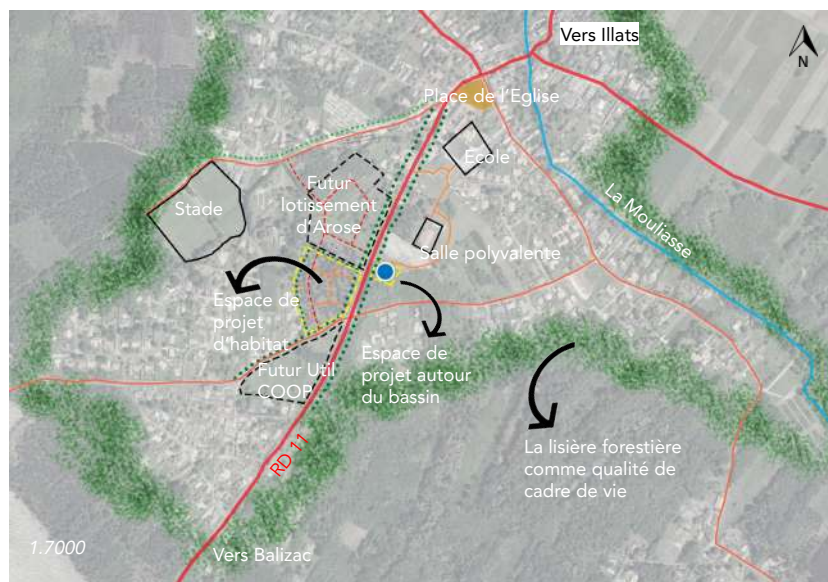 Vers Illats
N
Place de l'Eglise
Ecole
Stade
Futur
lotissement
d'Arose
La Mouliasse
Salle polyvalente
Espace de
projet
d'habitat
Espace de
projet autour
du bassin
Futur Util
COOP
La lisière forestière
comme qualité de
cadre de vie
RD 11
1.7000
Vers Balizac